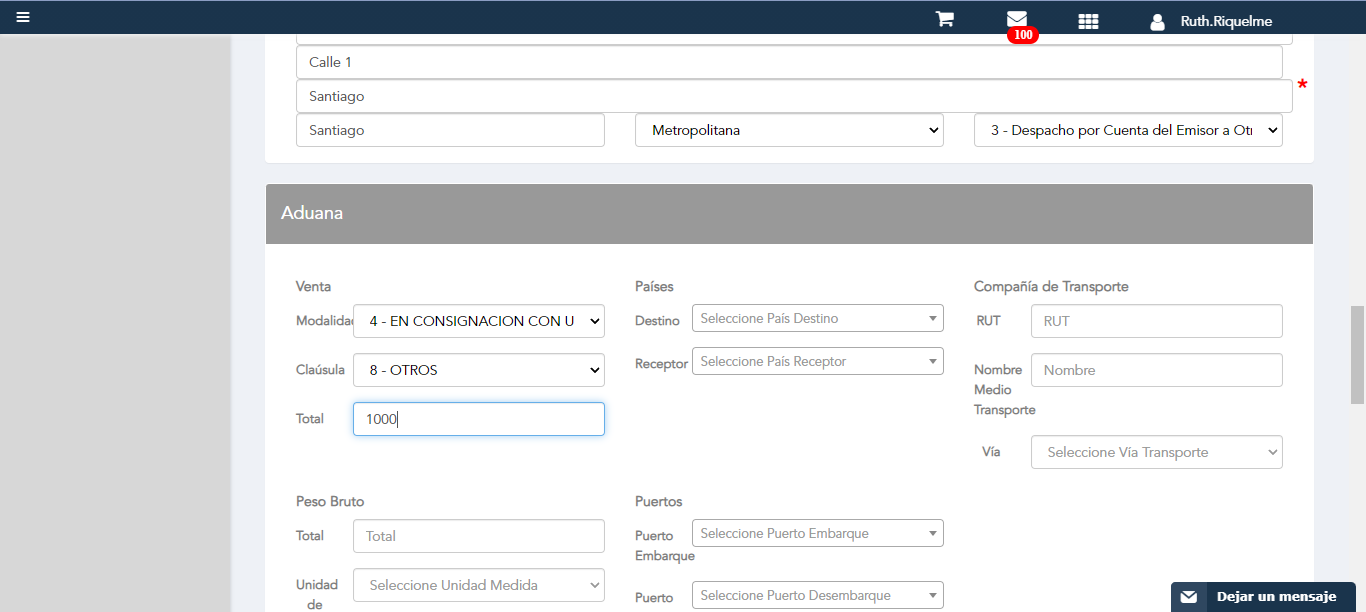 Ruth.Riquelme
100
Calle 1
Santiago
*
Santiago
Metropolitana
3 - Despacho por Cuenta del Emisor a Otr
Aduana
Venta
Países
Compañía de Transporte
Modalidad
4 - EN CONSIGNACION CON U
Destino
Seleccione País Destino
RUT
RUT
Claúsula
8 - OTROS
Receptor
Seleccione País Receptor
Nombre
Medio
Transporte
Nombre
Total
1000
Vía
Seleccione Vía Transporte
Peso Bruto
Puertos
Total
Total
Puerto
Embarque
Seleccione Puerto Embarque
Unidad
de
Seleccione Unidad Medida
Puerto
Seleccione Puerto Desembarque
Dejar un mensaje